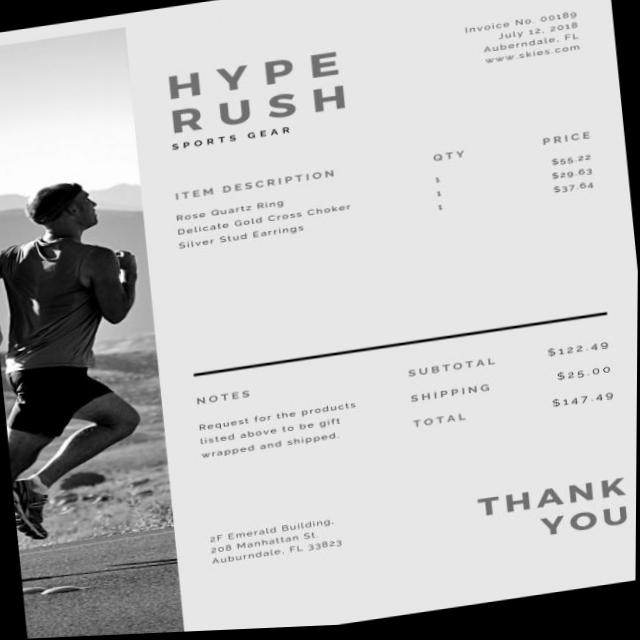 Invoice No. 00189
July 12, 2018
Auberndale, FL
www.skies.com
HYPE
RUSH
SPORTS GEAR
ITEM DESCRIPTION QTY PRICE
Rose Quartz Ring 1 $55.22
Delicate Gold Cross Choker 1 $29.63
Silver Stud Earrings 1 $37.64
NOTES
Request for the products
listed above to be gift
wrapped and shipped.
SUBTOTAL $122.49
SHIPPING $25.00
TOTAL $147.49
2F Emerald Building,
208 Manhattan St.
Auburndale, FL 33823
THANK
YOU